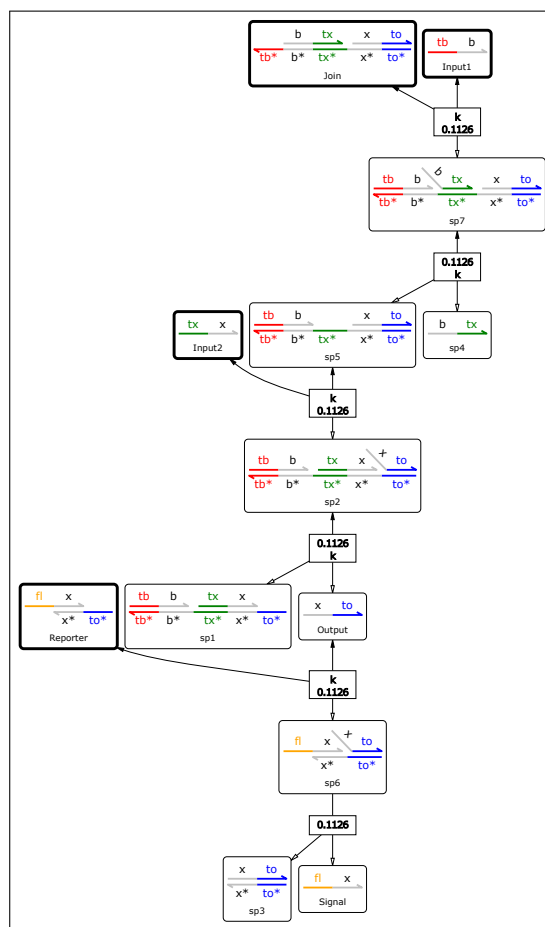 b tx x to
tb* b* tx* x* to*
Join
tb b
Input1
k
0.1126
tb b b tx x to
tb* b* tx* x* to*
sp7
0.1126
k
tx x
Input2
tb b x to
tb* b* tx* x* to*
sp5
b tx
sp4
k
0.1126
tb b tx x x to
tb* b* tx* x* to*
sp2
0.1126
k
fl x
x* to*
Reporter
tb b tx x
tb* b* tx* x* to*
sp1
x to
Output
k
0.1126
fl x x to
x* to*
sp6
0.1126
x to
x* to*
sp3
fl x
Signal